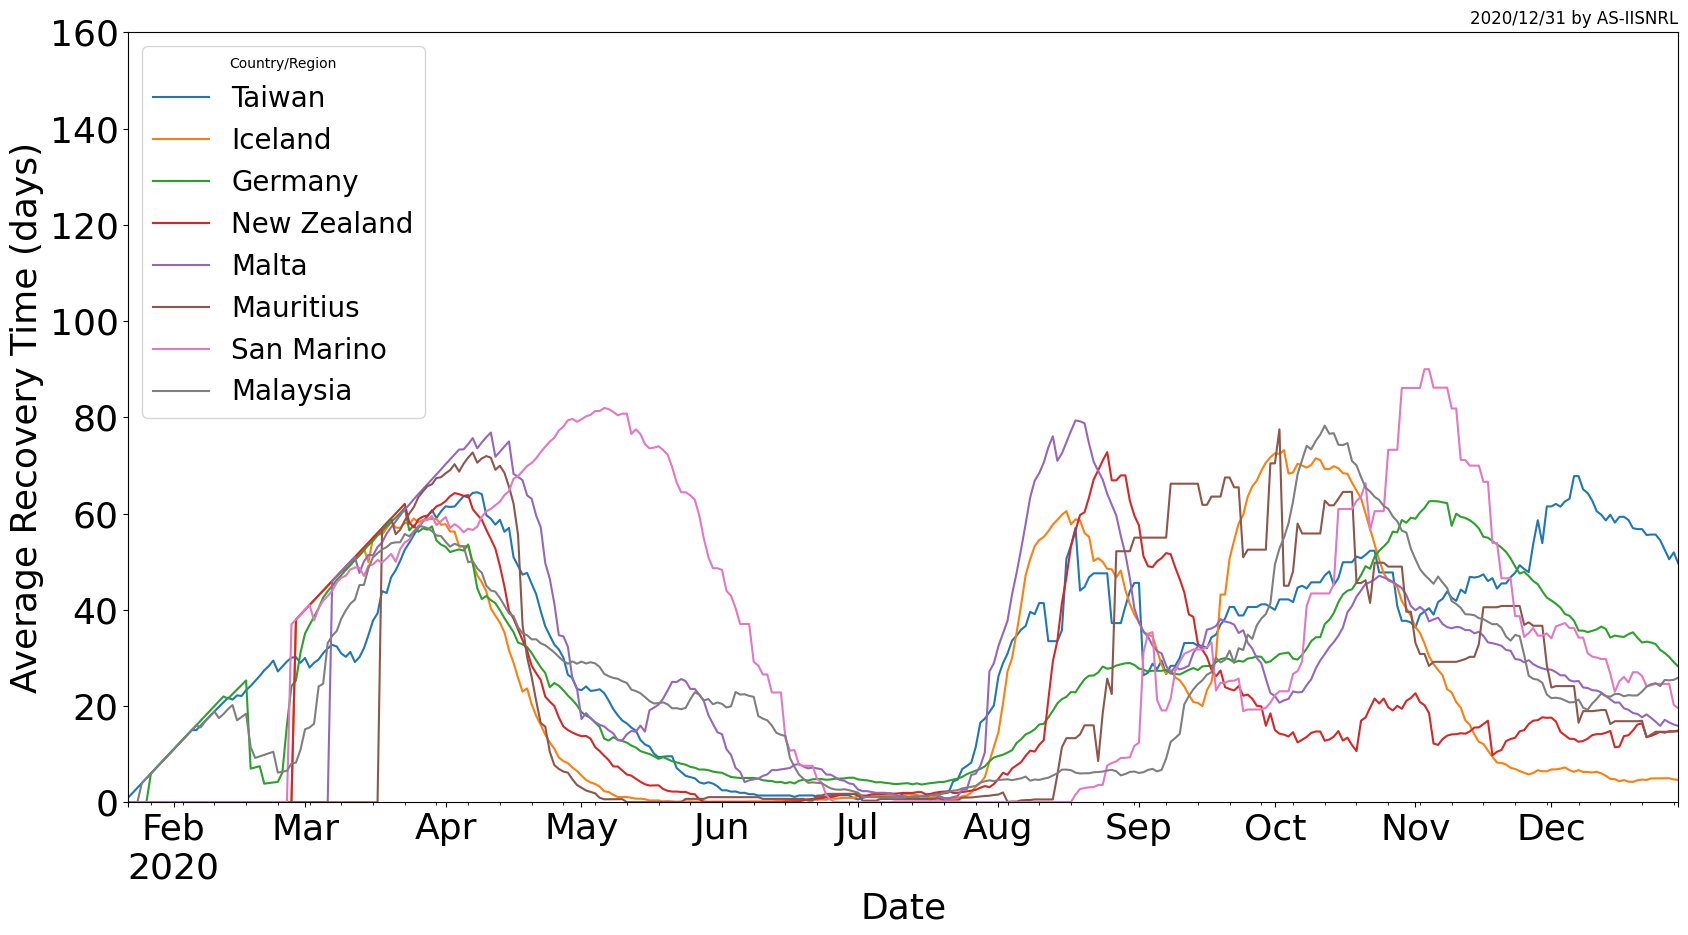 2020/12/31 by AS-IISNRL
160
140
120
100
80
60
40
20
0
Average Recovery Time (days)
Country/Region
Taiwan
Iceland
Germany
New Zealand
Malta
Mauritius
San Marino
Malaysia
Feb Mar Apr May Jun Jul Aug Sep Oct Nov Dec
2020
Date